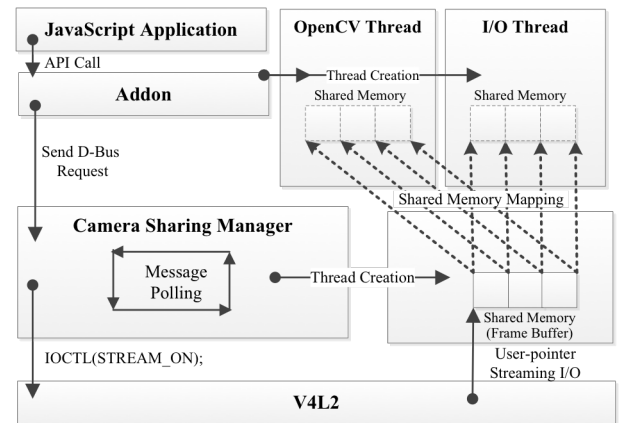 JavaScript Application
OpenCV Thread
I/O Thread
API Call
Thread Creation
Addon
Shared Memory
Shared Memory
Send D-Bus
Request
Shared Memory Mapping
Camera Sharing Manager
Message
Polling
Thread Creation
Shared Memory
(Frame Buffer)
IOCTL(STREAM_ON);
User-pointer
Streaming I/O
V4L2